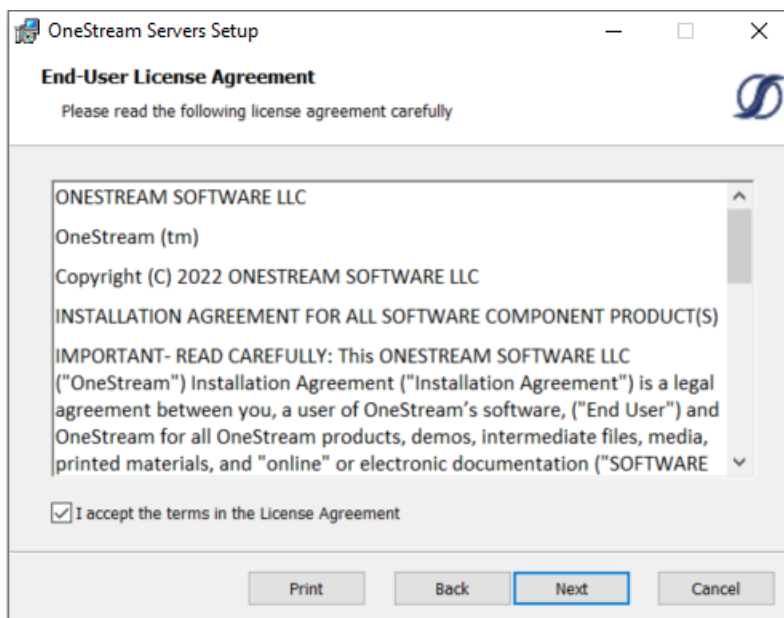 OneStream Servers Setup
End-User License Agreement
Please read the following license agreement carefully
ONESTREAM SOFTWARE LLC
OneStream (tm)
Copyright (C) 2022 ONESTREAM SOFTWARE LLC
INSTALLATION AGREEMENT FOR ALL SOFTWARE COMPONENT PRODUCT(S)
IMPORTANT- READ CAREFULLY: This ONESTREAM SOFTWARE LLC
("OneStream") Installation Agreement ("Installation Agreement") is a legal
agreement between you, a user of OneStream’s software, ("End User") and
OneStream for all OneStream products, demos, intermediate files, media,
printed materials, and "online" or electronic documentation ("SOFTWARE
I accept the terms in the License Agreement
Print Back Next Cancel